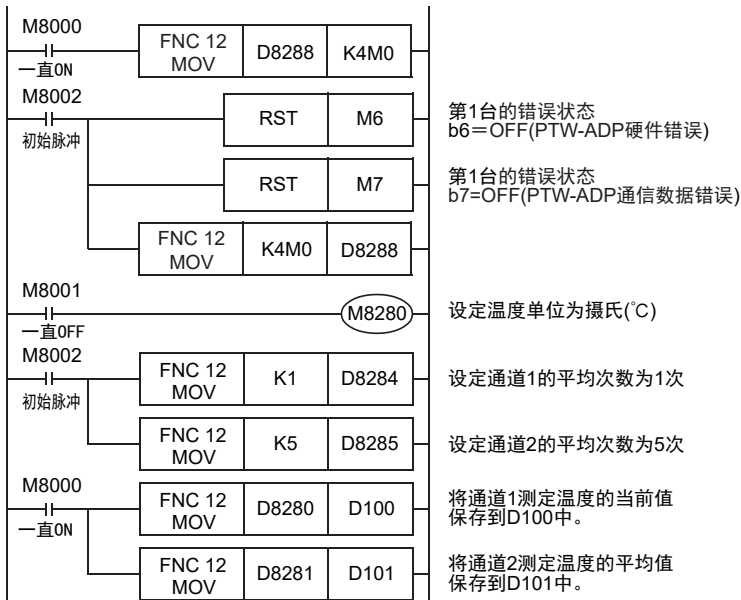 M8000
一直ON
FNC 12
MOV
D8288
K4M0
M8002
初始脉冲
RST
M6
第1台的错误状态
b6＝OFF(PTW-ADP硬件错误)
RST
M7
第1台的错误状态
b7=OFF(PTW-ADP通信数据错误)
FNC 12
MOV
K4M0
D8288
M8001
一直OFF
M8280
设定温度单位为摄氏(℃)
M8002
初始脉冲
FNC 12
MOV
K1
D8284
设定通道1的平均次数为1次
FNC 12
MOV
K5
D8285
设定通道2的平均次数为5次
M8000
一直ON
FNC 12
MOV
D8280
D100
将通道1测定温度的当前值
保存到D100中。
FNC 12
MOV
D8281
D101
将通道2测定温度的平均值
保存到D101中。